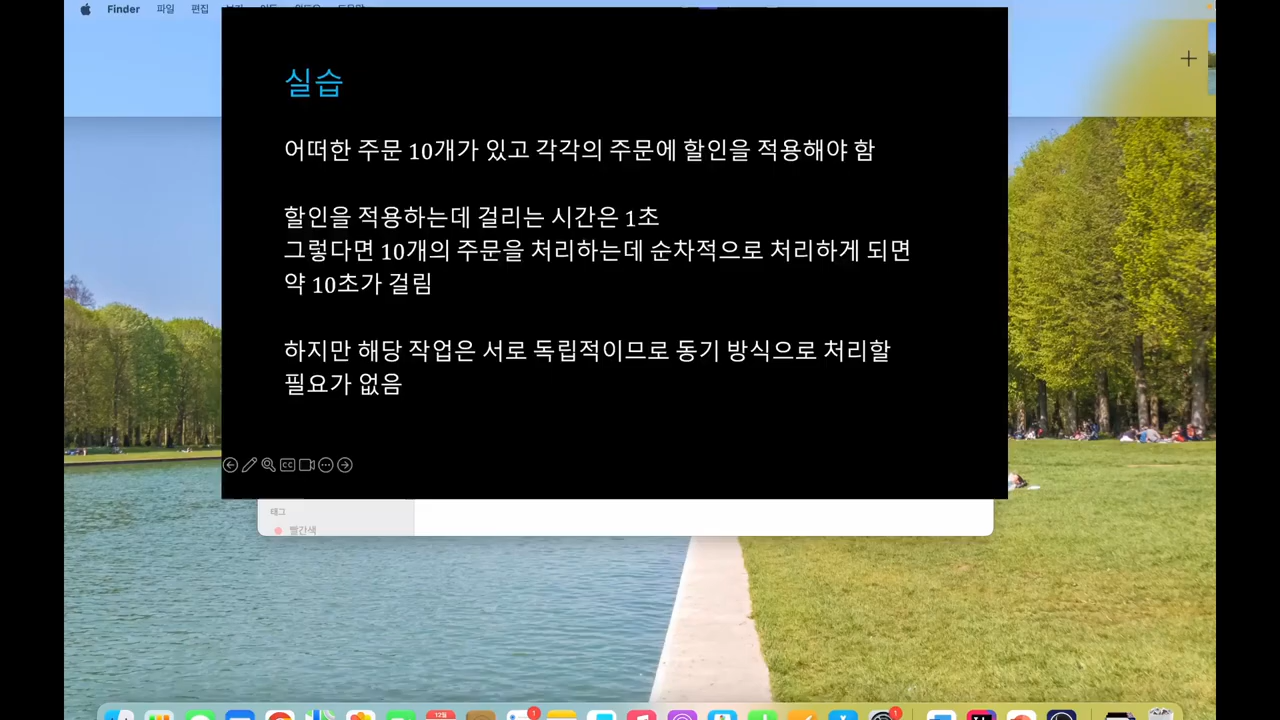 Finder 파일 편집
실습
어떠한 주문 10개가 있고 각각의 주문에 할인을 적용해야 함
할인을 적용하는데 걸리는 시간은 1초
그렇다면 10개의 주문을 처리하는데 순차적으로 처리하게 되면
약 10초가 걸림
하지만 해당 작업은 서로 독립적이므로 동기 방식으로 처리할
필요가 없음
CC
태그
빨간색
1
12월
1